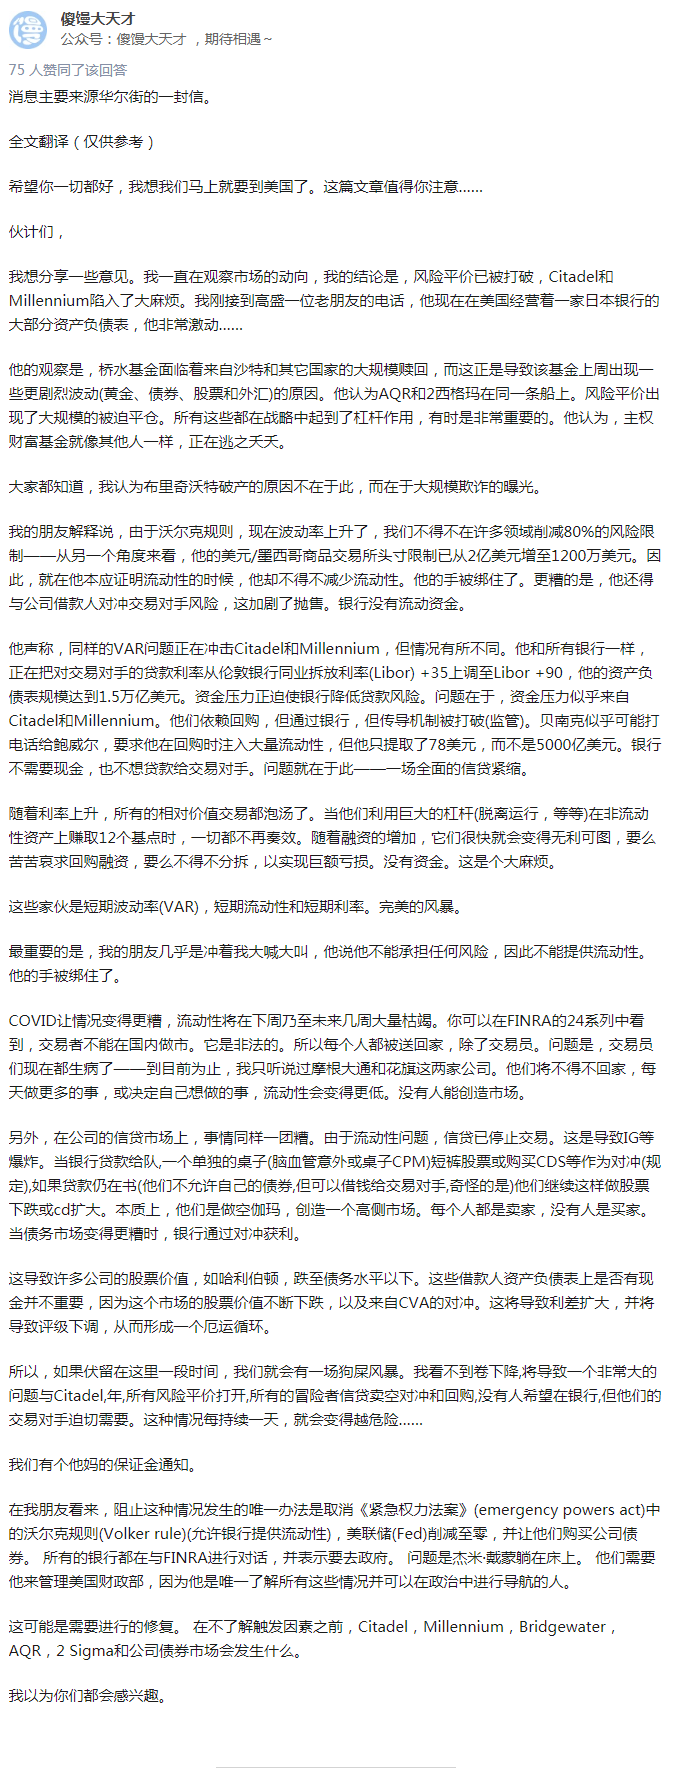 傻馒大天才
公众号：傻馒大天才 ，期待相遇～
75 人赞同了该回答
消息主要来源华尔街的一封信。
全文翻译（仅供参考）
希望你一切都好，我想我们马上就要到美国了。这篇文章值得你注意......
伙计们，
我想分享一些意见。我一直在观察市场的动向，我的结论是，风险平价已被打破，Citadel和
Millennium陷入了大麻烦。我刚接到高盛一位老朋友的电话，他现在在美国经营着一家日本银行的
大部分资产负债表，他非常激动......
他的观察是，桥水基金面临着来自沙特和其它国家的大规模赎回，而这正是导致该基金上周出现一
些更剧烈波动(黄金、债券、股票和外汇)的原因。他认为AQR和2西格玛在同一条船上。风险平价出
现了大规模的被迫平仓。所有这些都在战略中起到了杠杆作用，有时是非常重要的。他认为，主权
财富基金就像其他人一样，正在逃之夭夭。
大家都知道，我认为布里奇沃特破产的原因不在于此，而在于大规模欺诈的曝光。
我的朋友解释说，由于沃尔克规则，现在波动率上升了，我们不得不在许多领域削减80%的风险限
制——从另一个角度来看，他的美元/墨西哥商品交易所头寸限制已从2亿美元增至1200万美元。因
此，就在他本应证明流动性的时候，他却不得不减少流动性。他的手被绑住了。更糟的是，他还得
与公司借款人对冲交易对手风险，这加剧了抛售。银行没有流动资金。
他声称，同样的VAR问题正在冲击Citadel和Millennium，但情况有所不同。他和所有银行一样，
正在把对交易对手的贷款利率从伦敦银行同业拆放利率(Libor) +35上调至Libor +90，他的资产负
债表规模达到1.5万亿美元。资金压力正迫使银行降低贷款风险。问题在于，资金压力似乎来自
Citadel和Millennium。他们依赖回购，但通过银行，但传导机制被打破(监管)。贝南克似乎可能打
电话给鲍威尔，要求他在回购时注入大量流动性，但他只提取了78美元，而不是5000亿美元。银行
不需要现金，也不想贷款给交易对手。问题就在于此——一场全面的信贷紧缩。
随着利率上升，所有的相对价值交易都泡汤了。当他们利用巨大的杠杆(脱离运行，等等)在非流动
性资产上赚取12个基点时，一切都不再奏效。随着融资的增加，它们很快就会变得无利可图，要么
苦苦哀求回购融资，要么不得不分拆，以实现巨额亏损。没有资金。这是个大麻烦。
这些家伙是短期波动率(VAR)，短期流动性和短期利率。完美的风暴。
最重要的是，我的朋友几乎是冲着我大喊大叫，他说他不能承担任何风险，因此不能提供流动性。
他的手被绑住了。
COVID让情况变得更糟，流动性将在下周乃至未来几周大量枯竭。你可以在FINRA的24系列中看
到，交易者不能在国内做市。它是非法的。所以每个人都被送回家，除了交易员。问题是，交易员
们现在都生病了——到目前为止，我只听说过摩根大通和花旗这两家公司。他们将不得不回家，每
天做更多的事，或决定自己想做的事，流动性会变得更低。没有人能创造市场。
另外，在公司的信贷市场上，事情同样一团糟。由于流动性问题，信贷已停止交易。这是导致IG等
爆炸。当银行贷款给队,一个单独的桌子(脑血管意外或桌子CPM)短裤股票或购买CDS等作为对冲(规
定),如果贷款仍在书(他们不允许自己的债券,但可以借钱给交易对手,奇怪的是)他们继续这样做股票
下跌或cd扩大。本质上，他们是做空伽玛，创造一个高侧市场。每个人都是卖家，没有人是买家。
当债务市场变得更糟时，银行通过对冲获利。
这导致许多公司的股票价值，如哈利伯顿，跌至债务水平以下。这些借款人资产负债表上是否有现
金并不重要，因为这个市场的股票价值不断下跌，以及来自CVA的对冲。这将导致利差扩大，并将
导致评级下调，从而形成一个厄运循环。
所以，如果伏留在这里一段时间，我们就会有一场狗屎风暴。我看不到卷下降,将导致一个非常大的
问题与Citadel,年,所有风险平价打开,所有的冒险者信贷卖空对冲和回购,没有人希望在银行,但他们的
交易对手迫切需要。这种情况每持续一天，就会变得越危险......
我们有个他妈的保证金通知。
在我朋友看来，阻止这种情况发生的唯一办法是取消《紧急权力法案》(emergency powers act)中
的沃尔克规则(Volker rule)(允许银行提供流动性)，美联储(Fed)削减至零，并让他们购买公司债
券。 所有的银行都在与FINRA进行对话，并表示要去政府。 问题是杰米·戴蒙躺在床上。 他们需要
他来管理美国财政部，因为他是唯一了解所有这些情况并可以在政治中进行导航的人。
这可能是需要进行的修复。 在不了解触发因素之前，Citadel，Millennium，Bridgewater，
AQR，2 Sigma和公司债券市场会发生什么。
我以为你们都会感兴趣。